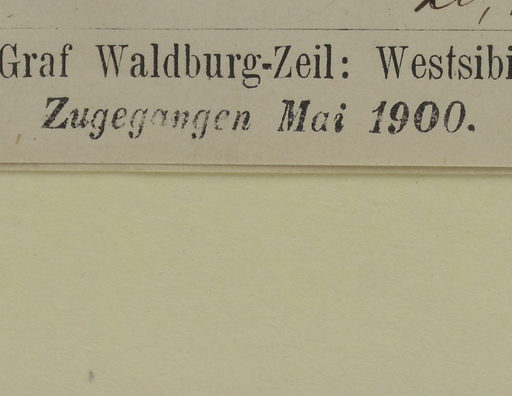 Graf Waldburg-Zeil: Westsibi
Zugegangen Mai 1900.